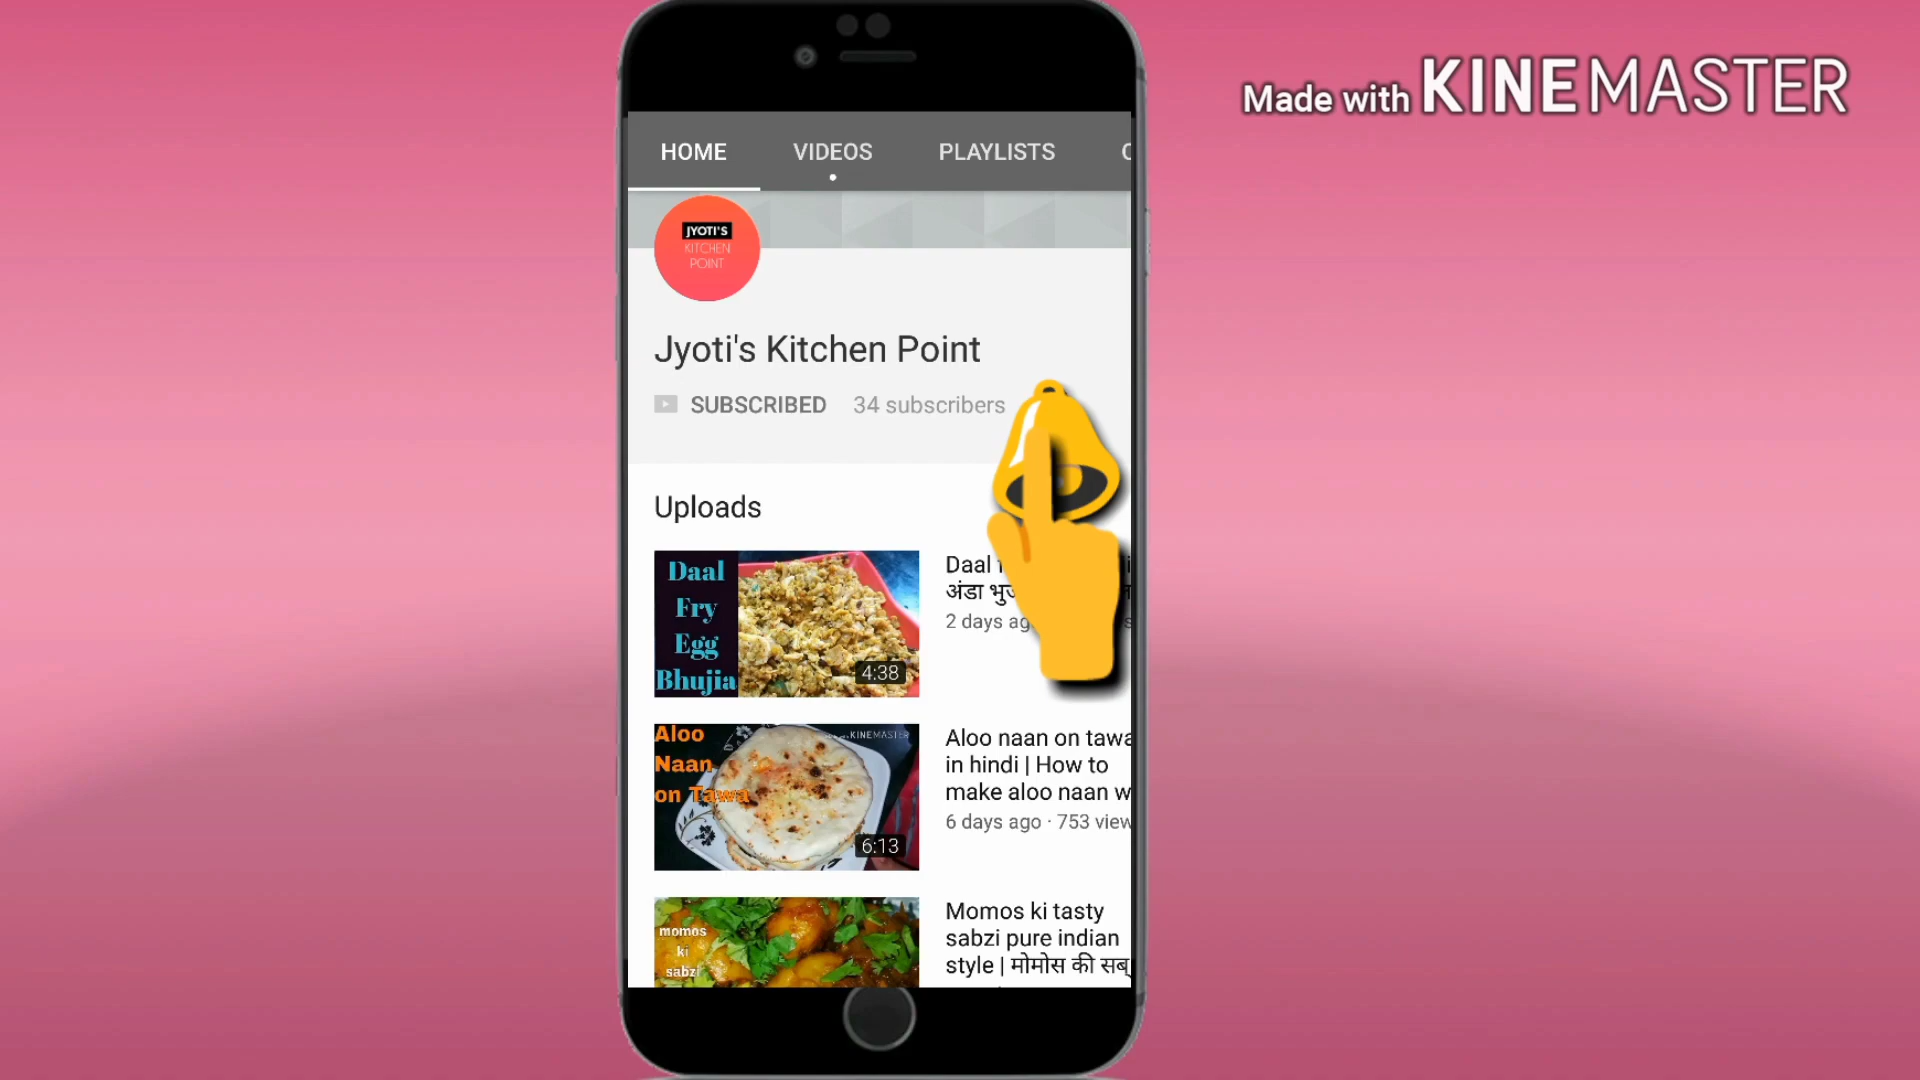 Made with KINEMASTER
HOME VIDEOS PLAYLISTS
JYOTI'S
KITCHEN
POINT
Jyoti's Kitchen Point
SUBSCRIBED 34 subscribers
Uploads
Daal
Fry
Egg
Bhujia
4:38
Daal
अंडा
2 days
Aloo
Naan
on Tawa
KINEMASTER
6:13
Aloo naan on tawa
in hindi | How to
make aloo naan
6 days ago · 753
momos
ki
sabzi
Momos ki tasty
sabzi pure indian
style | मोमोस की